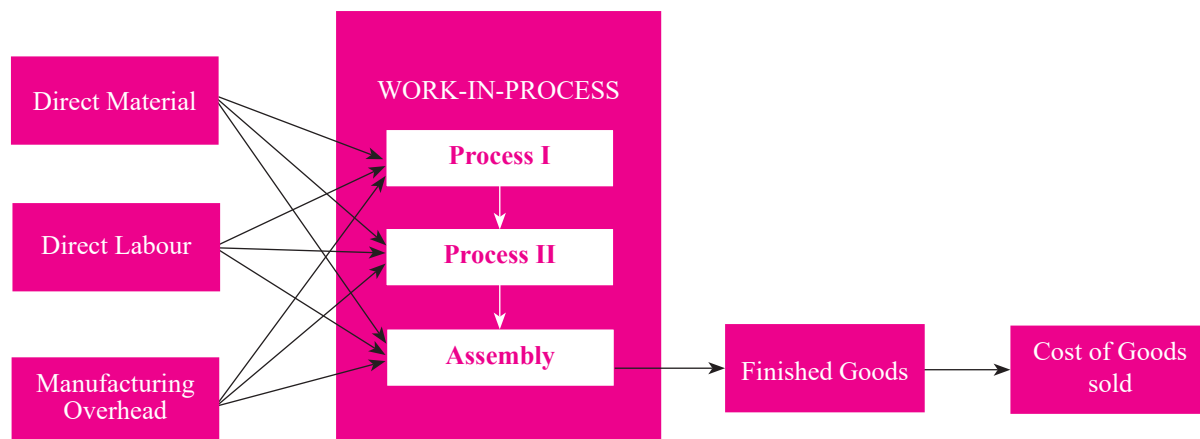 Direct Material
Direct Labour
Manufacturing
Overhead
WORK-IN-PROCESS
Process I
Process II
Assembly
Finished Goods
Cost of Goods
sold